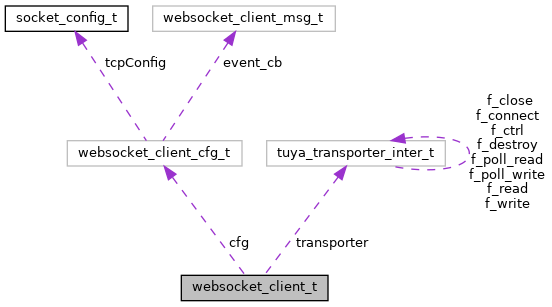 socket_config_t
websocket_client_msg_t
tcpConfig
event_cb
f_close
f_connect
f_ctrl
f_destroy
f_poll_read
f_poll_write
f_read
f_write
websocket_client_cfg_t
tuya_transporter_inter_t
cfg
transporter
websocket_client_t